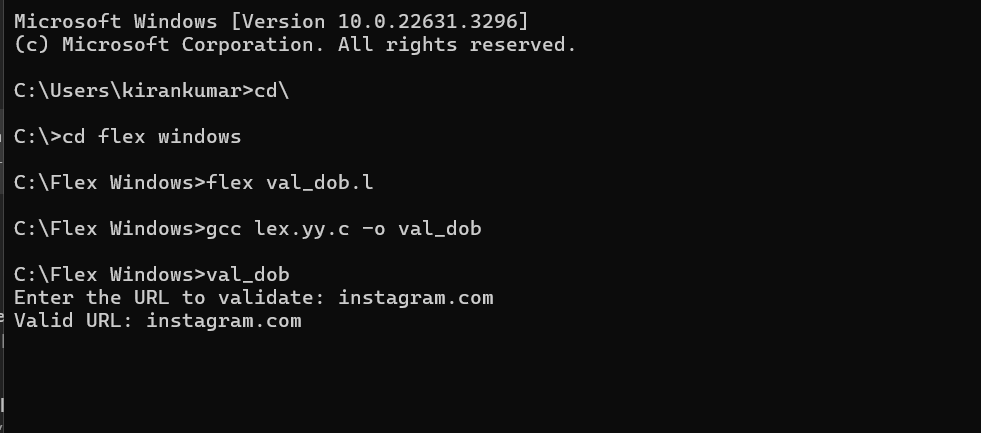 Microsoft Windows [Version 10.0.22631.3296]
(c) Microsoft Corporation. All rights reserved.
C:\Users\kirankumar>cd\
C:\>cd flex windows
C:\Flex Windows>flex val_dob.l
C:\Flex Windows>gcc lex.yy.c -o val_dob
C:\Flex Windows>val_dob
Enter the URL to validate: instagram.com
Valid URL: instagram.com